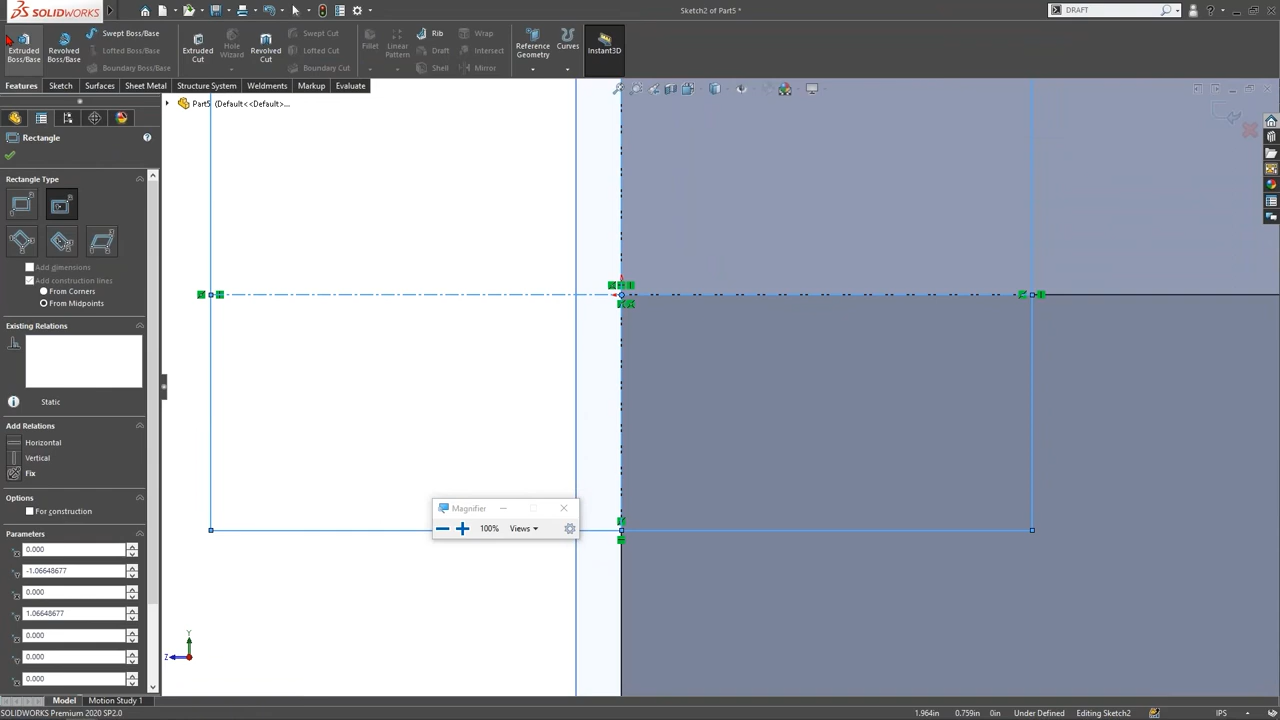 SOLIDWORKS
Sketch2 of Part5 *
DRAFT
Extruded Boss/Base
Revolved Boss/Base
Swept Boss/Base
Lofted Boss/Base
Boundary Boss/Base
Extruded Cut
Hole Wizard
Revolved Cut
Swept Cut
Lofted Cut
Boundary Cut
Fillet
Linear Pattern
Rib
Draft
Shell
Wrap
Intersect
Mirror
Reference Geometry
Curves
Instant3D
Features
Sketch
Surfaces
Sheet Metal
Structure System
Weldments
Markup
Evaluate
Part5 (Default<<Default>...
Rectangle
Rectangle Type
Add dimensions
Add construction lines
From Corners
From Midpoints
Existing Relations
Static
Add Relations
Horizontal
Vertical
Fix
Options
For construction
Parameters
0.000
-1.06648677
0.000
1.06648677
0.000
0.000
0.000
Magnifier
100%
Views
Y
Z
Model
Motion Study 1
SOLIDWORKS Premium 2020 SP2.0
1.964in
0.759in
0in
Under Defined
Editing Sketch2
IPS